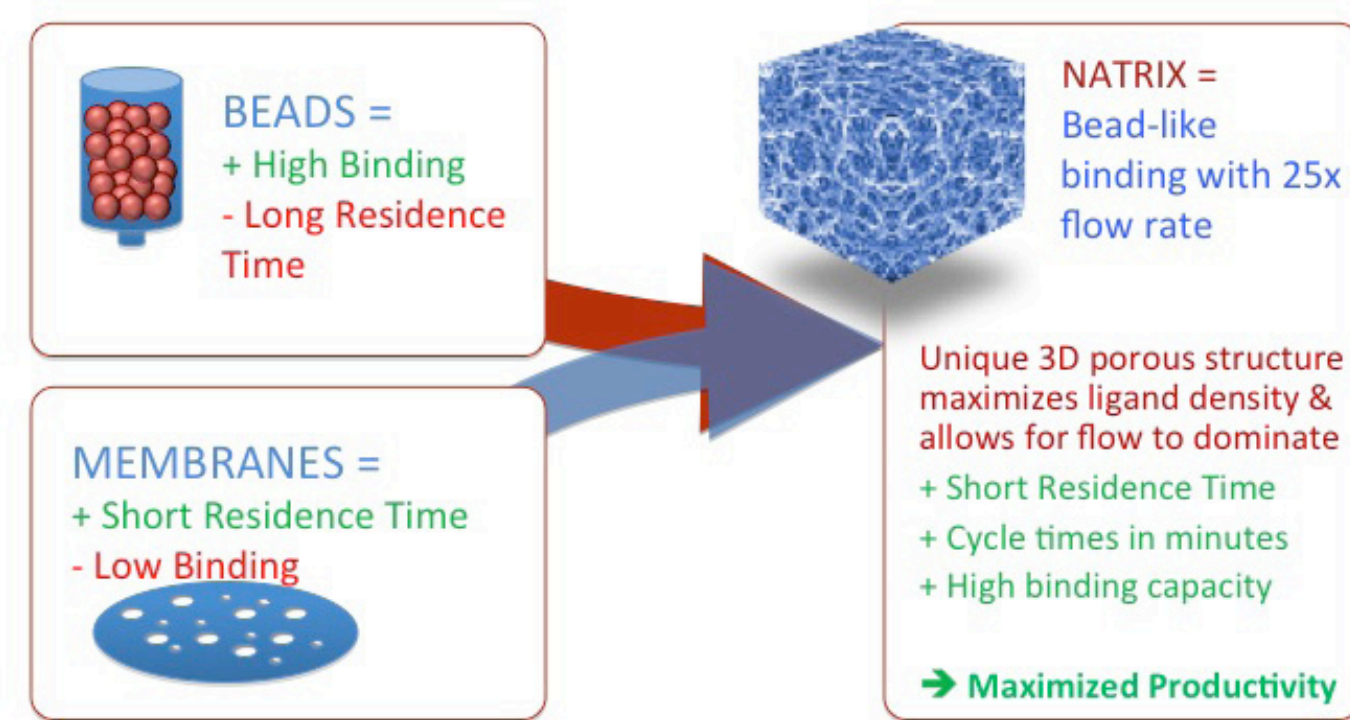 BEADS =
+ High Binding
- Long Residence
Time
MEMBRANES =
+ Short Residence Time
- Low Binding
NATRIX =
Bead-like
binding with 25x
flow rate
Unique 3D porous structure
maximizes ligand density &
allows for flow to dominate
+ Short Residence Time
+ Cycle times in minutes
+ High binding capacity
➔ Maximized Productivity